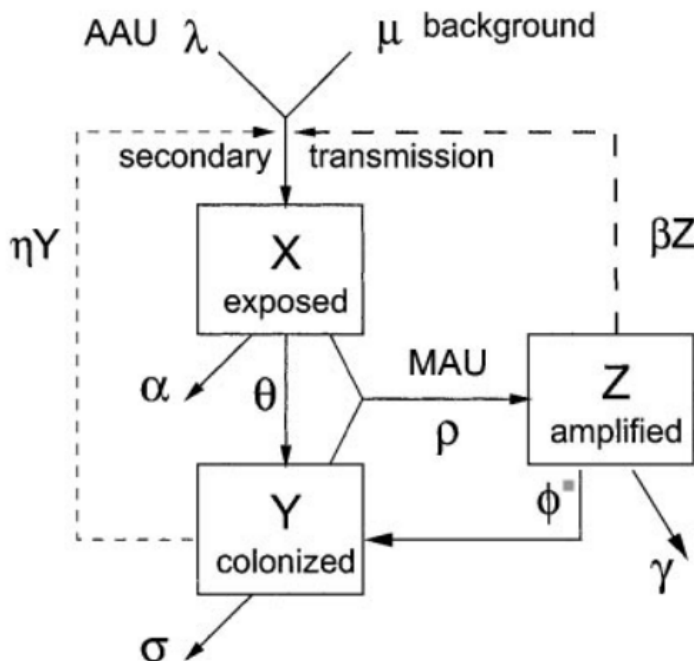 AAU λ μ background
secondary transmission
ηY βZ
X
exposed
MAU
α θ ρ
Z
amplified
Y
colonized
ϕ
γ
σ